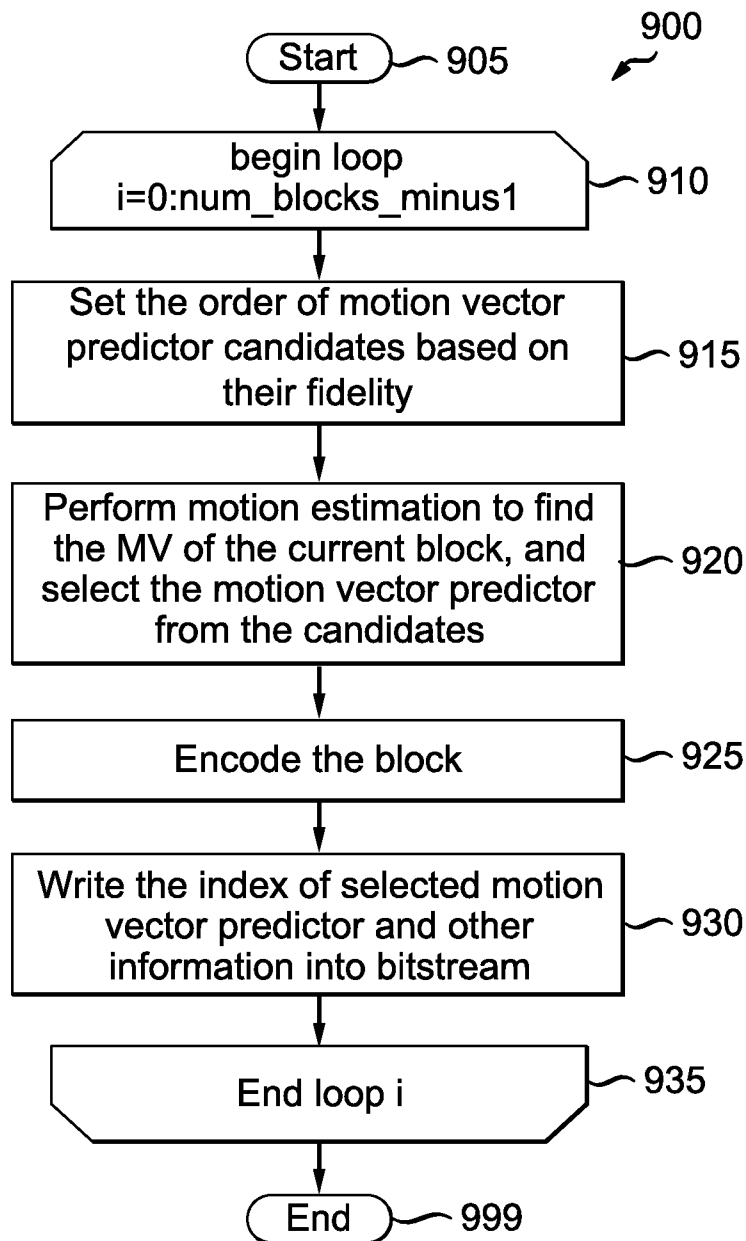 900
Start
905
begin loop
i=0:num_blocks_minus1
910
Set the order of motion vector
predictor candidates based on
their fidelity
915
Perform motion estimation to find
the MV of the current block, and
select the motion vector predictor
from the candidates
920
Encode the block
925
Write the index of selected motion
vector predictor and other
information into bitstream
930
End loop i
935
End
999